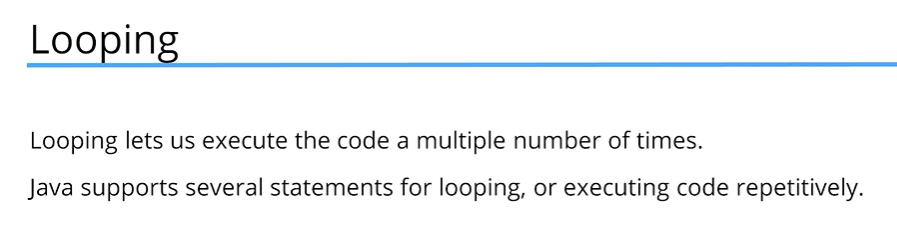 Looping
Looping lets us execute the code a multiple number of times.
Java supports several statements for looping, or executing code repetitively.